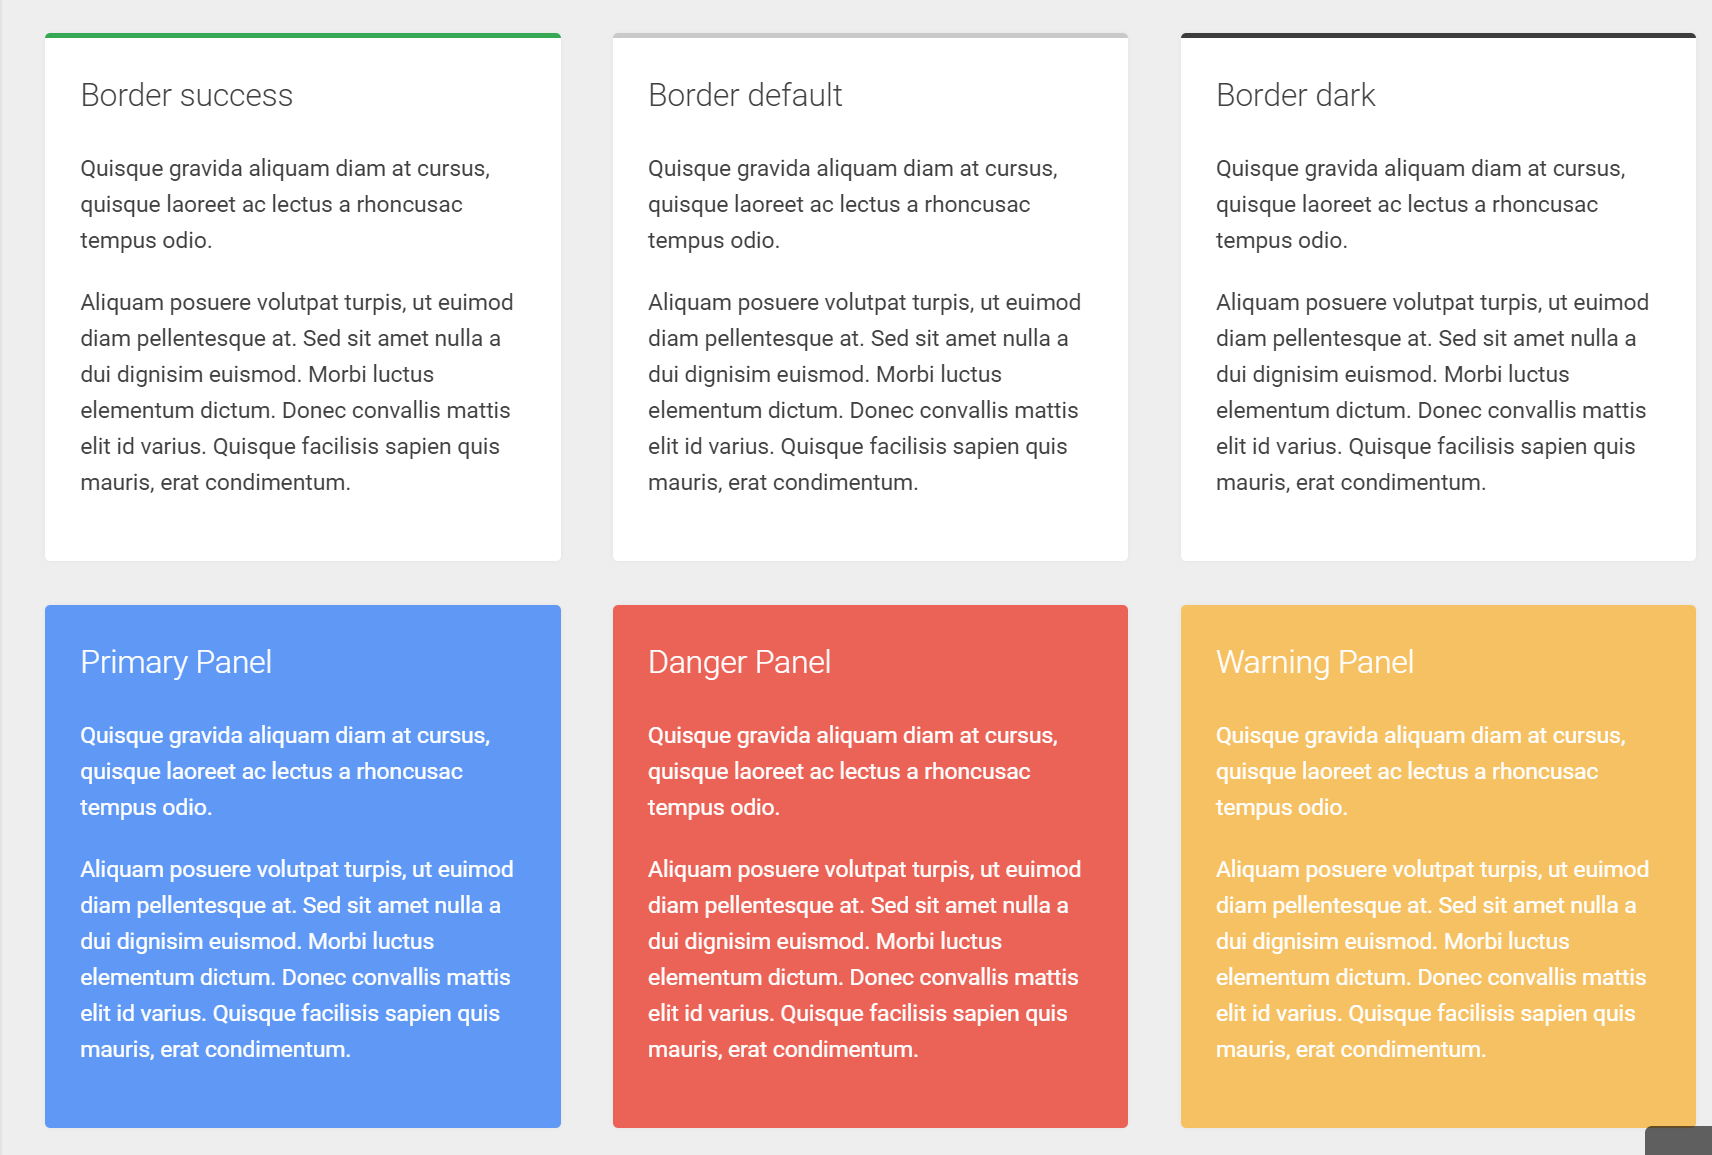 Border success
Quisque gravida aliquam diam at cursus,
quisque laoreet ac lectus a rhoncusac
tempus odio.
Aliquam posuere volutpat turpis, ut euimod
diam pellentesque at. Sed sit amet nulla a
dui dignisim euismod. Morbi luctus
elementum dictum. Donec convallis mattis
elit id varius. Quisque facilisis sapien quis
mauris, erat condimentum.
Border default
Quisque gravida aliquam diam at cursus,
quisque laoreet ac lectus a rhoncusac
tempus odio.
Aliquam posuere volutpat turpis, ut euimod
diam pellentesque at. Sed sit amet nulla a
dui dignisim euismod. Morbi luctus
elementum dictum. Donec convallis mattis
elit id varius. Quisque facilisis sapien quis
mauris, erat condimentum.
Border dark
Quisque gravida aliquam diam at cursus,
quisque laoreet ac lectus a rhoncusac
tempus odio.
Aliquam posuere volutpat turpis, ut euimod
diam pellentesque at. Sed sit amet nulla a
dui dignisim euismod. Morbi luctus
elementum dictum. Donec convallis mattis
elit id varius. Quisque facilisis sapien quis
mauris, erat condimentum.
Primary Panel
Quisque gravida aliquam diam at cursus,
quisque laoreet ac lectus a rhoncusac
tempus odio.
Aliquam posuere volutpat turpis, ut euimod
diam pellentesque at. Sed sit amet nulla a
dui dignisim euismod. Morbi luctus
elementum dictum. Donec convallis mattis
elit id varius. Quisque facilisis sapien quis
mauris, erat condimentum.
Danger Panel
Quisque gravida aliquam diam at cursus,
quisque laoreet ac lectus a rhoncusac
tempus odio.
Aliquam posuere volutpat turpis, ut euimod
diam pellentesque at. Sed sit amet nulla a
dui dignisim euismod. Morbi luctus
elementum dictum. Donec convallis mattis
elit id varius. Quisque facilisis sapien quis
mauris, erat condimentum.
Warning Panel
Quisque gravida aliquam diam at cursus,
quisque laoreet ac lectus a rhoncusac
tempus odio.
Aliquam posuere volutpat turpis, ut euimod
diam pellentesque at. Sed sit amet nulla a
dui dignisim euismod. Morbi luctus
elementum dictum. Donec convallis mattis
elit id varius. Quisque facilisis sapien quis
mauris, erat condimentum.